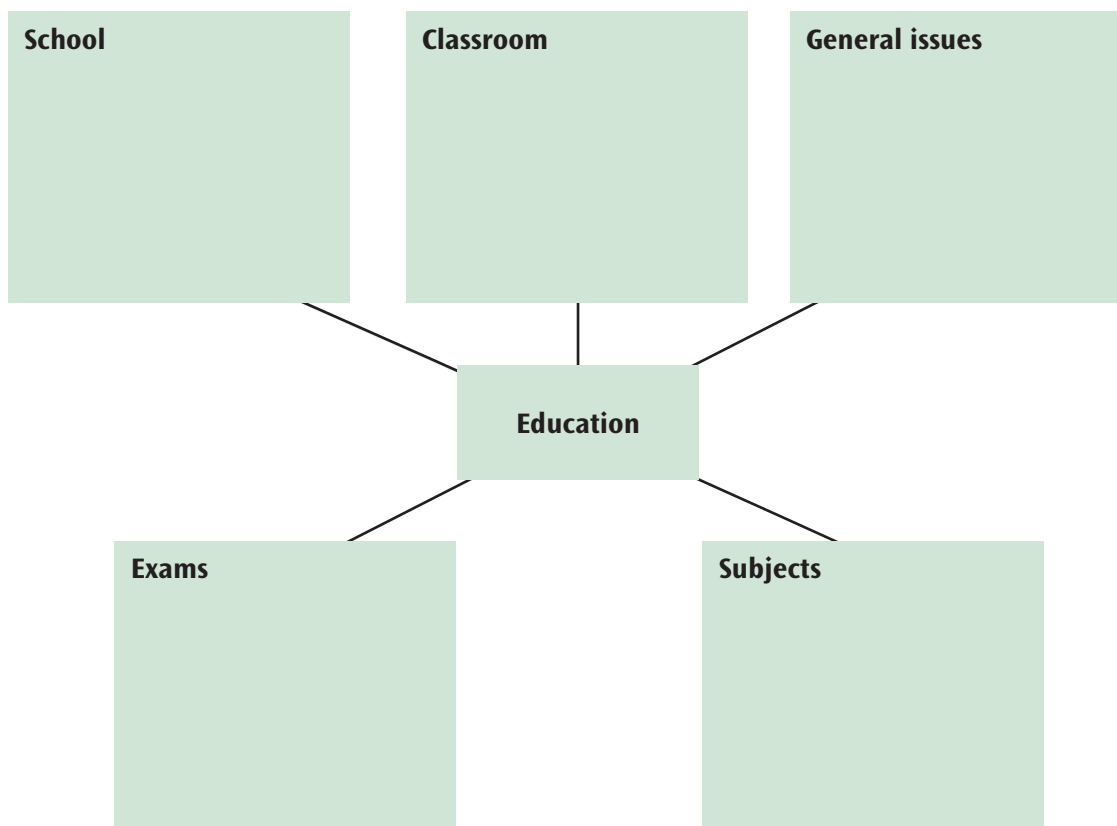 School
Classroom
General issues
Education
Exams
Subjects